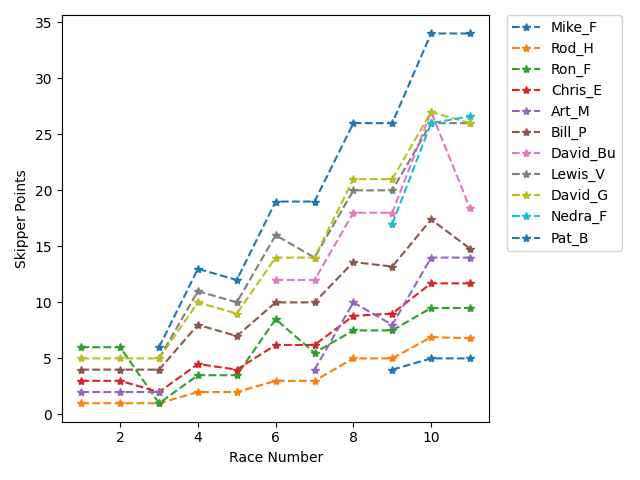 35
30
25
20
15
10
5
0
Skipper Points
2 4 6 8 10
Race Number
Mike_F
Rod_H
Ron_F
Chris_E
Art_M
Bill_P
David_Bu
Lewis_V
David_G
Nedra_F
Pat_B